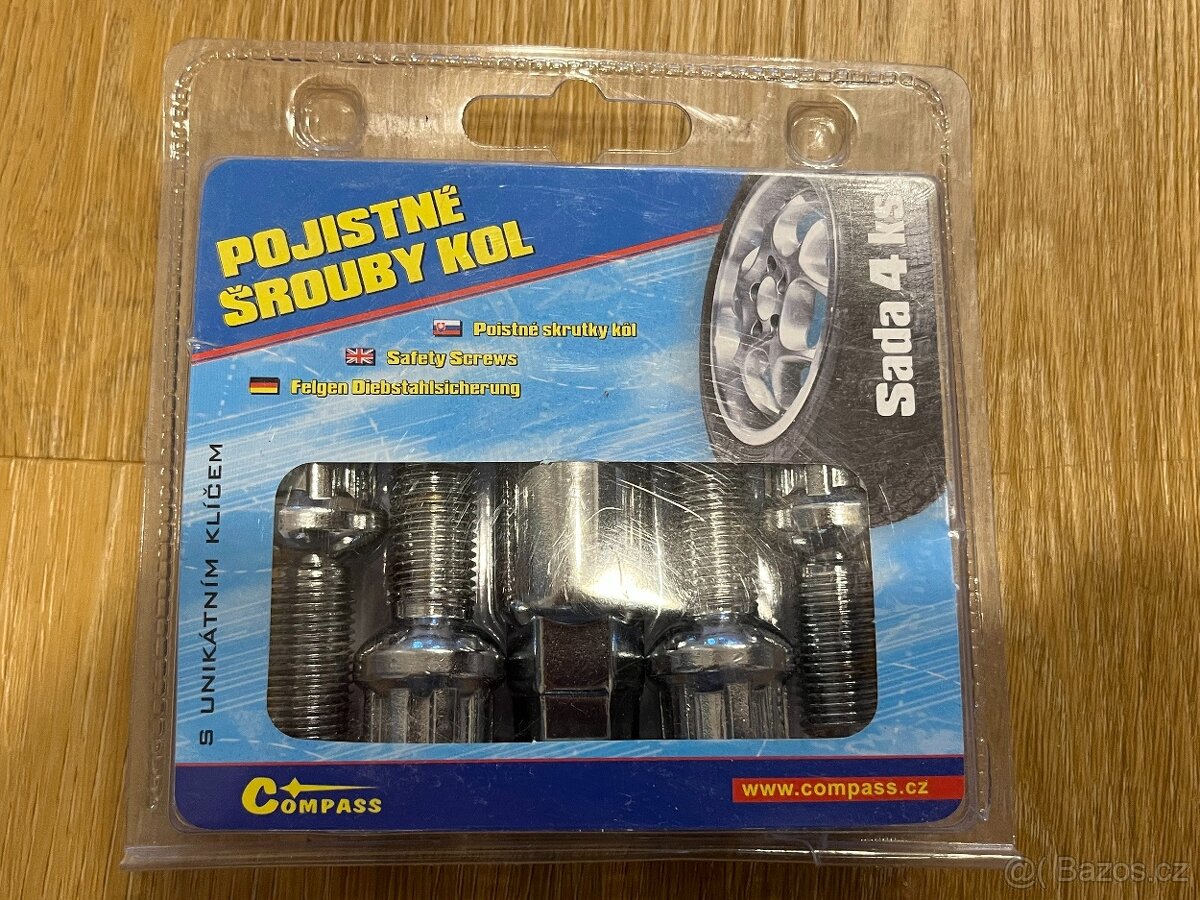 POJISTNÉ
ŠROUBY KOL
Poistné skrutky kôl
Safety Screws
Felgen Diebstahlsicherung
Sada 4 ks
S UNIKÁTNÍM KLÍČEM
COMPASS
www.compass.cz
@Bazos.cz